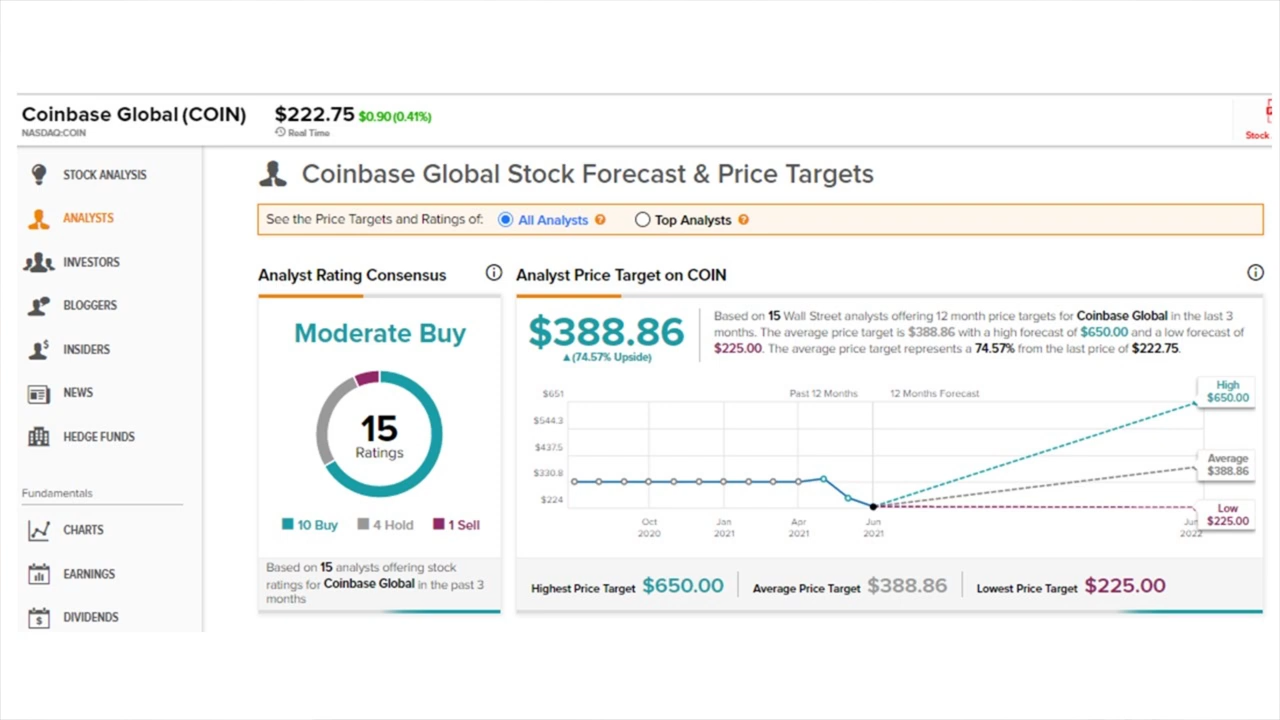 Coinbase Global (COIN)
NASDAQ:COIN
$222.75 $0.90 (0.41%)
Real Time
Stock
STOCK ANALYSIS
ANALYSTS
INVESTORS
BLOGGERS
INSIDERS
NEWS
HEDGE FUNDS
Fundamentals
CHARTS
EARNINGS
DIVIDENDS
Coinbase Global Stock Forecast & Price Targets
See the Price Targets and Ratings of: All Analysts ? Top Analysts ?
Analyst Rating Consensus
Moderate Buy
15
Ratings
10 Buy 4 Hold 1 Sell
Based on 15 analysts offering stock
ratings for Coinbase Global in the past 3
months
Analyst Price Target on COIN
$388.86
▲(74.57% Upside)
Based on 15 Wall Street analysts offering 12 month price targets for Coinbase Global in the last 3
months. The average price target is $388.86 with a high forecast of $650.00 and a low forecast of
$225.00. The average price target represents a 74.57% from the last price of $222.75.
Past 12 Months 12 Months Forecast
$651
$544.3
$437.5
$330.8
$224
Oct
2020
Jan
2021
Apr
2021
Jun
2021
Jun
2022
High
$650.00
Average
$388.86
Low
$225.00
Highest Price Target $650.00 Average Price Target $388.86 Lowest Price Target $225.00